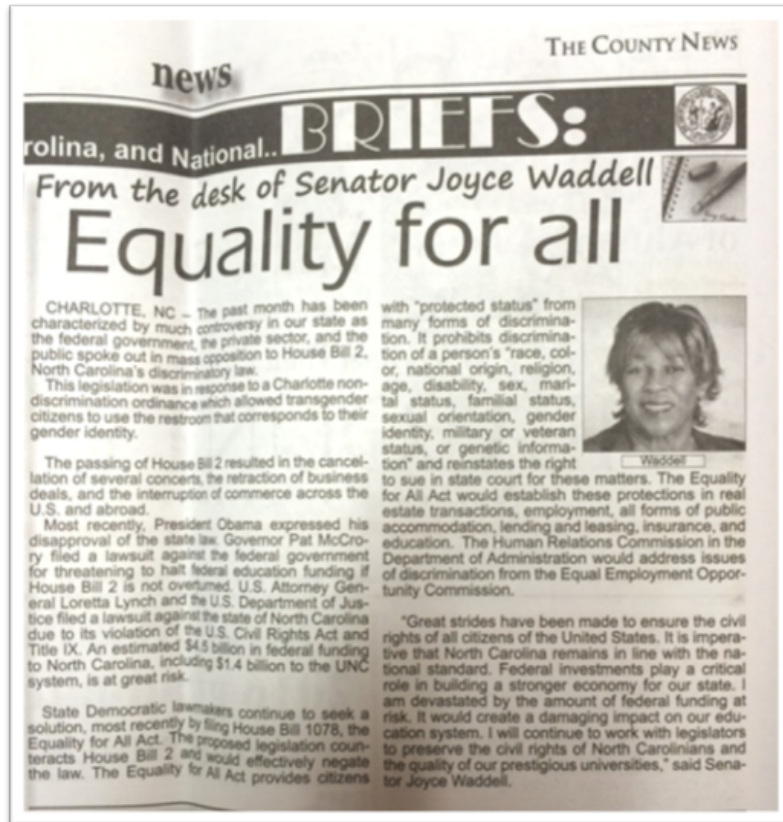 THE COUNTY NEWS
news
rolina, and National.. BRIEFS:
From the desk of Senator Joyce Waddell
Equality for all
CHARLOTTE, NC – The past month has been
characterized by much controversy in our state as
the federal government, the private sector, and the
public spoke out in mass opposition to House Bill 2,
North Carolina's discriminatory law.
This legislation was in response to a Charlotte non-
discrimination ordinance which allowed transgender
citizens to use the restroom that corresponds to their
gender identity.
The passing of House Bill 2 resulted in the cancel-
lation of several concerts, the retraction of business
deals, and the interruption of commerce across the
U.S. and abroad.
Most recently, President Obama expressed his
disapproval of the state law. Governor Pat McCro-
ry filed a lawsuit against the federal government
for threatening to halt federal education funding if
House Bill 2 is not overturned. U.S. Attorney Gen-
eral Loretta Lynch and the U.S. Department of Jus-
tice filed a lawsuit against the state of North Carolina
due to its violation of the U.S. Civil Rights Act and
Title IX. An estimated $4.5 billion in federal funding
to North Carolina, including $1.4 billion to the UNC
system, is at great risk.
State Democratic lawmakers continue to seek a
solution, most recently by filing House Bill 1078, the
Equality for All Act. The proposed legislation coun-
teracts House Bill 2 and would effectively negate
the law. The Equality for All Act provides citizens
with "protected status" from
many forms of discrimina-
tion. It prohibits discrimina-
tion of a person's "race, col-
or, national origin, religion,
age, disability, sex, mari-
tal status, familial status,
sexual orientation, gender
identity, military or veteran
status, or genetic informa-
tion" and reinstates the right
Waddell
to sue in state court for these matters. The Equality
for All Act would establish these protections in real
estate transactions, employment, all forms of public
accommodation, lending and leasing, insurance, and
education. The Human Relations Commission in the
Department of Administration would address issues
of discrimination from the Equal Employment Oppor-
tunity Commission.
"Great strides have been made to ensure the civil
rights of all citizens of the United States. It is impera-
tive that North Carolina remains in line with the na-
tional standard. Federal investments play a critical
role in building a stronger economy for our state. I
am devastated by the amount of federal funding at
risk. It would create a damaging impact on our edu-
cation system. I will continue to work with legislators
to preserve the civil rights of North Carolinians and
the quality of our prestigious universities," said Sena-
tor Joyce Waddell.